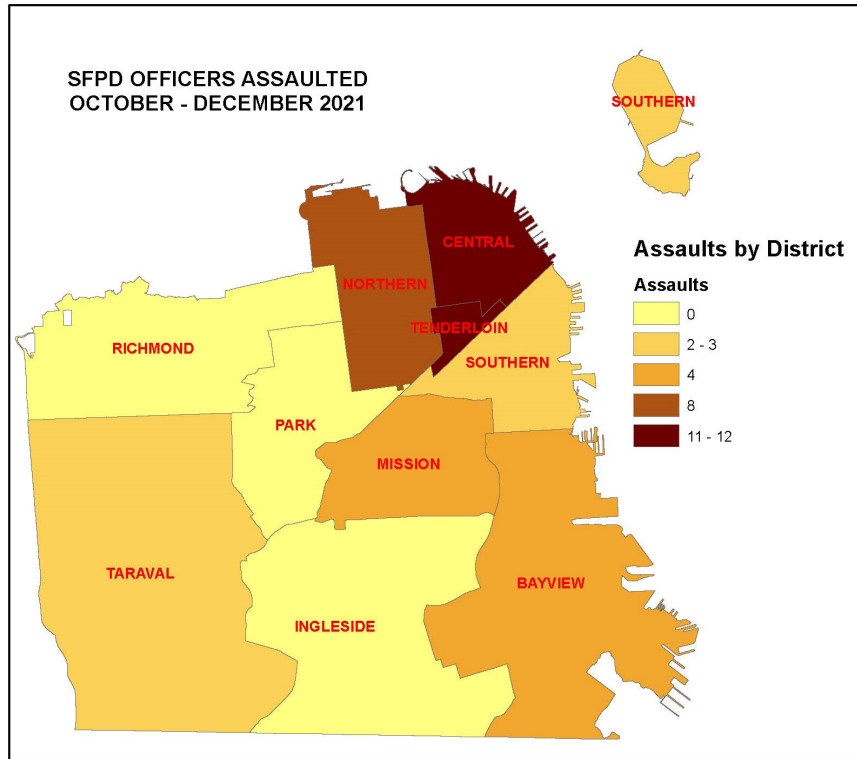 SFPD OFFICERS ASSAULTED
OCTOBER - DECEMBER 2021
SOUTHERN
CENTRAL
NORTHERN
TENDERLOIN
RICHMOND
SOUTHERN
PARK
MISSION
TARAVAL
BAYVIEW
INGLESIDE
Assaults by District
Assaults
0
2 - 3
4
8
11 - 12